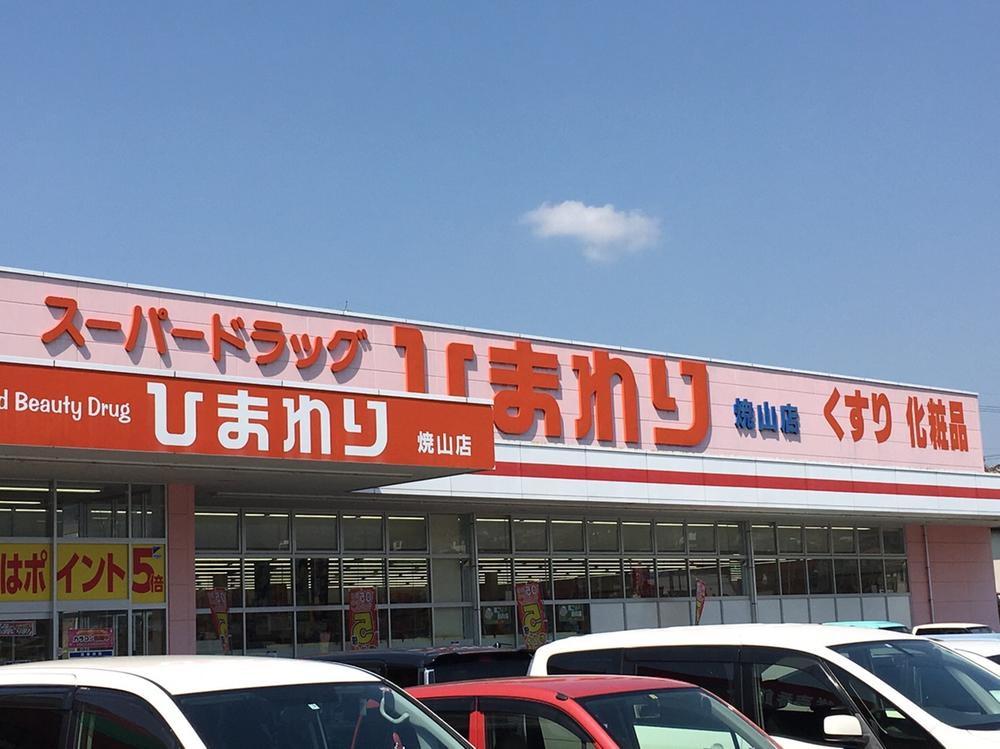 スーパードラッグ ひまわり 焼山店 くすり 化粧品
d Beauty Drug ひまわり 焼山店
はポイント5倍